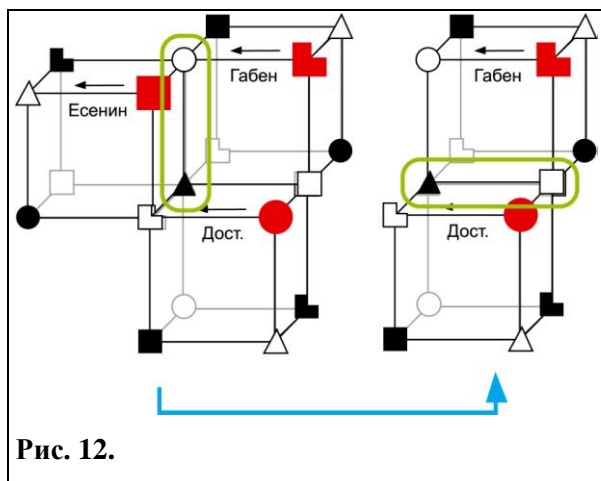 Габен
Габен
Есенин
Дост.
Дост.
Рис. 12.